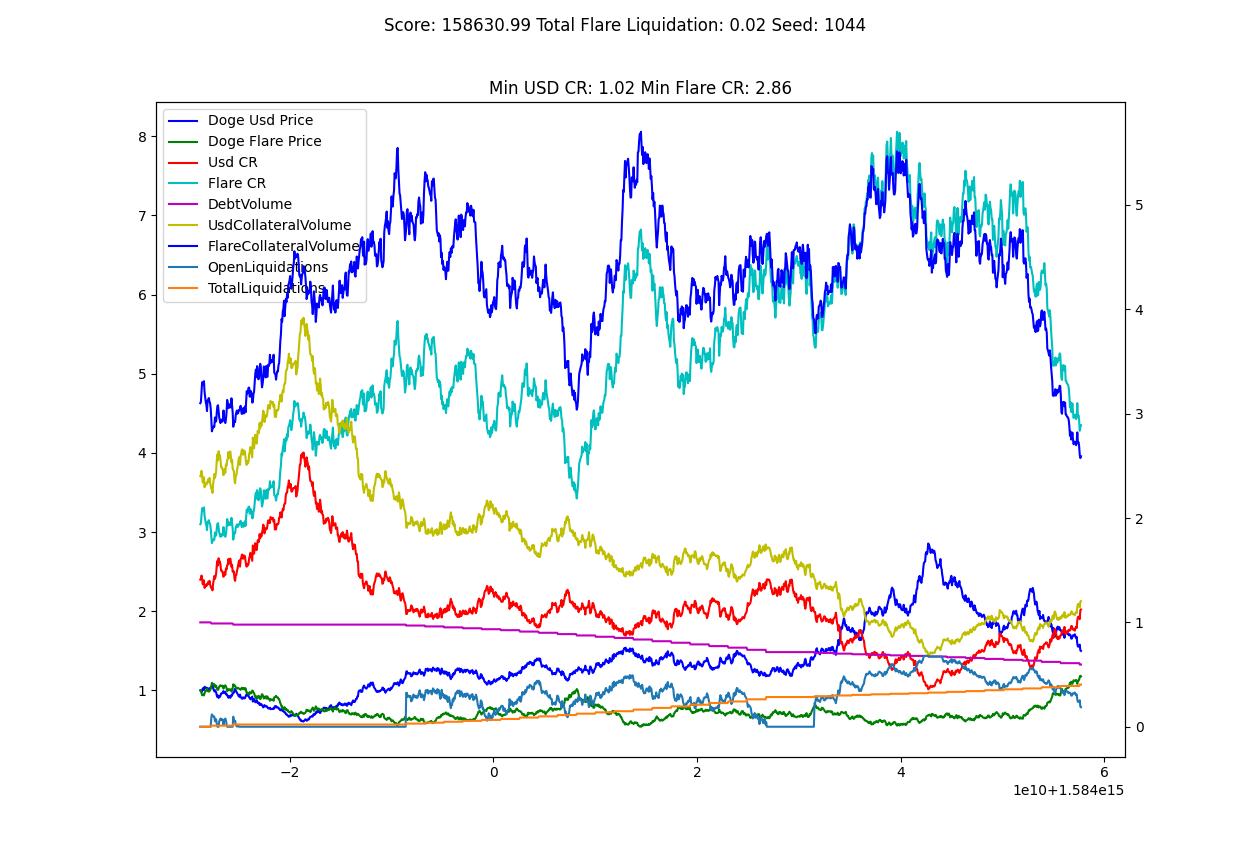 Score: 158630.99 Total Flare Liquidation: 0.02 Seed: 1044
Min USD CR: 1.02 Min Flare CR: 2.86
Doge Usd Price
Doge Flare Price
Usd CR
Flare CR
DebtVolume
UsdCollateralVolume
FlareCollateralVolume
OpenLiquidations
TotalLiquidations
8
7
6
5
4
3
2
1
5
4
3
2
1
0
−2
0
2
4
6
1e10+1.584e15